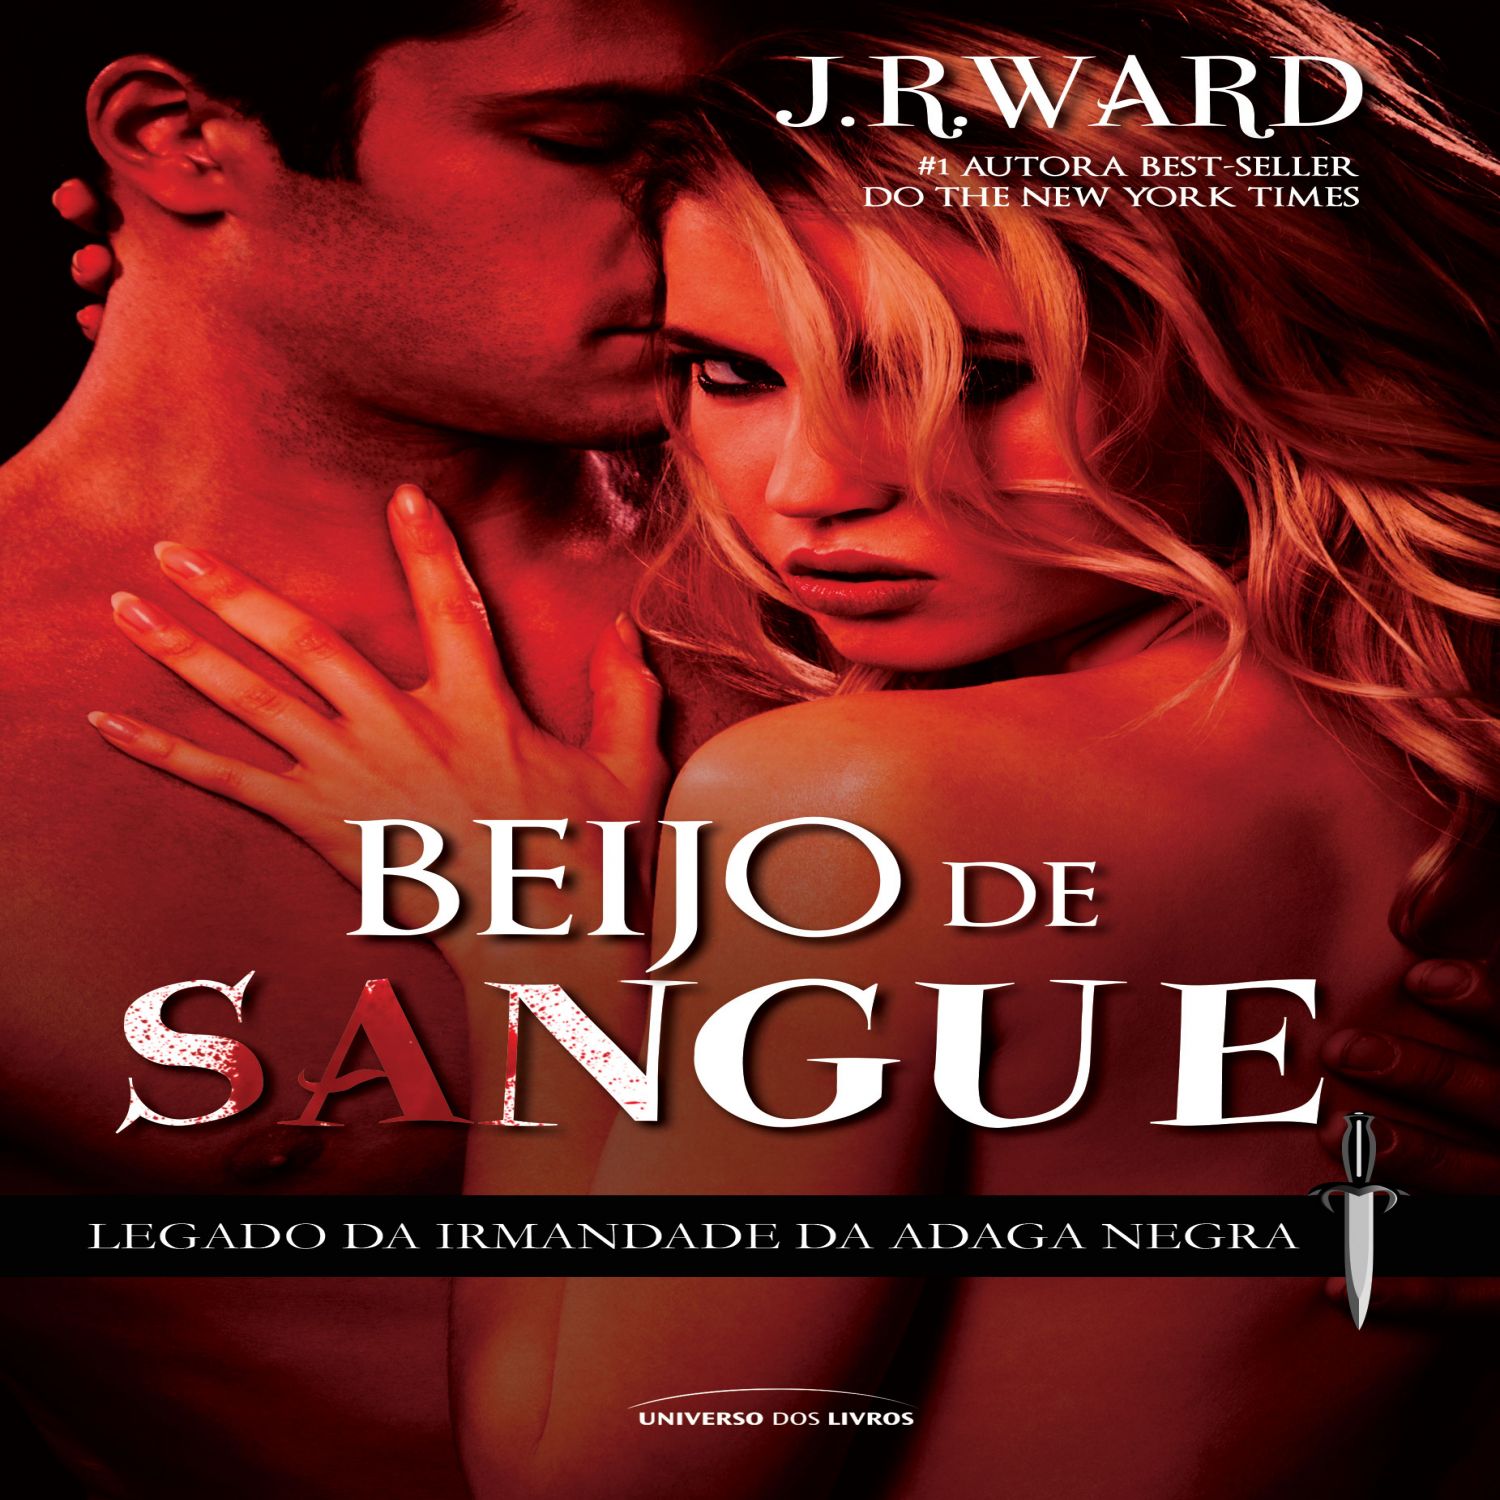 J.R.WARD
#1 AUTORA BEST-SELLER
DO THE NEW YORK TIMES
BEIJO DE
SANGUE
LEGADO DA IRMANDADE DA ADAGA NEGRA
UNIVERSO DOS LIVROS